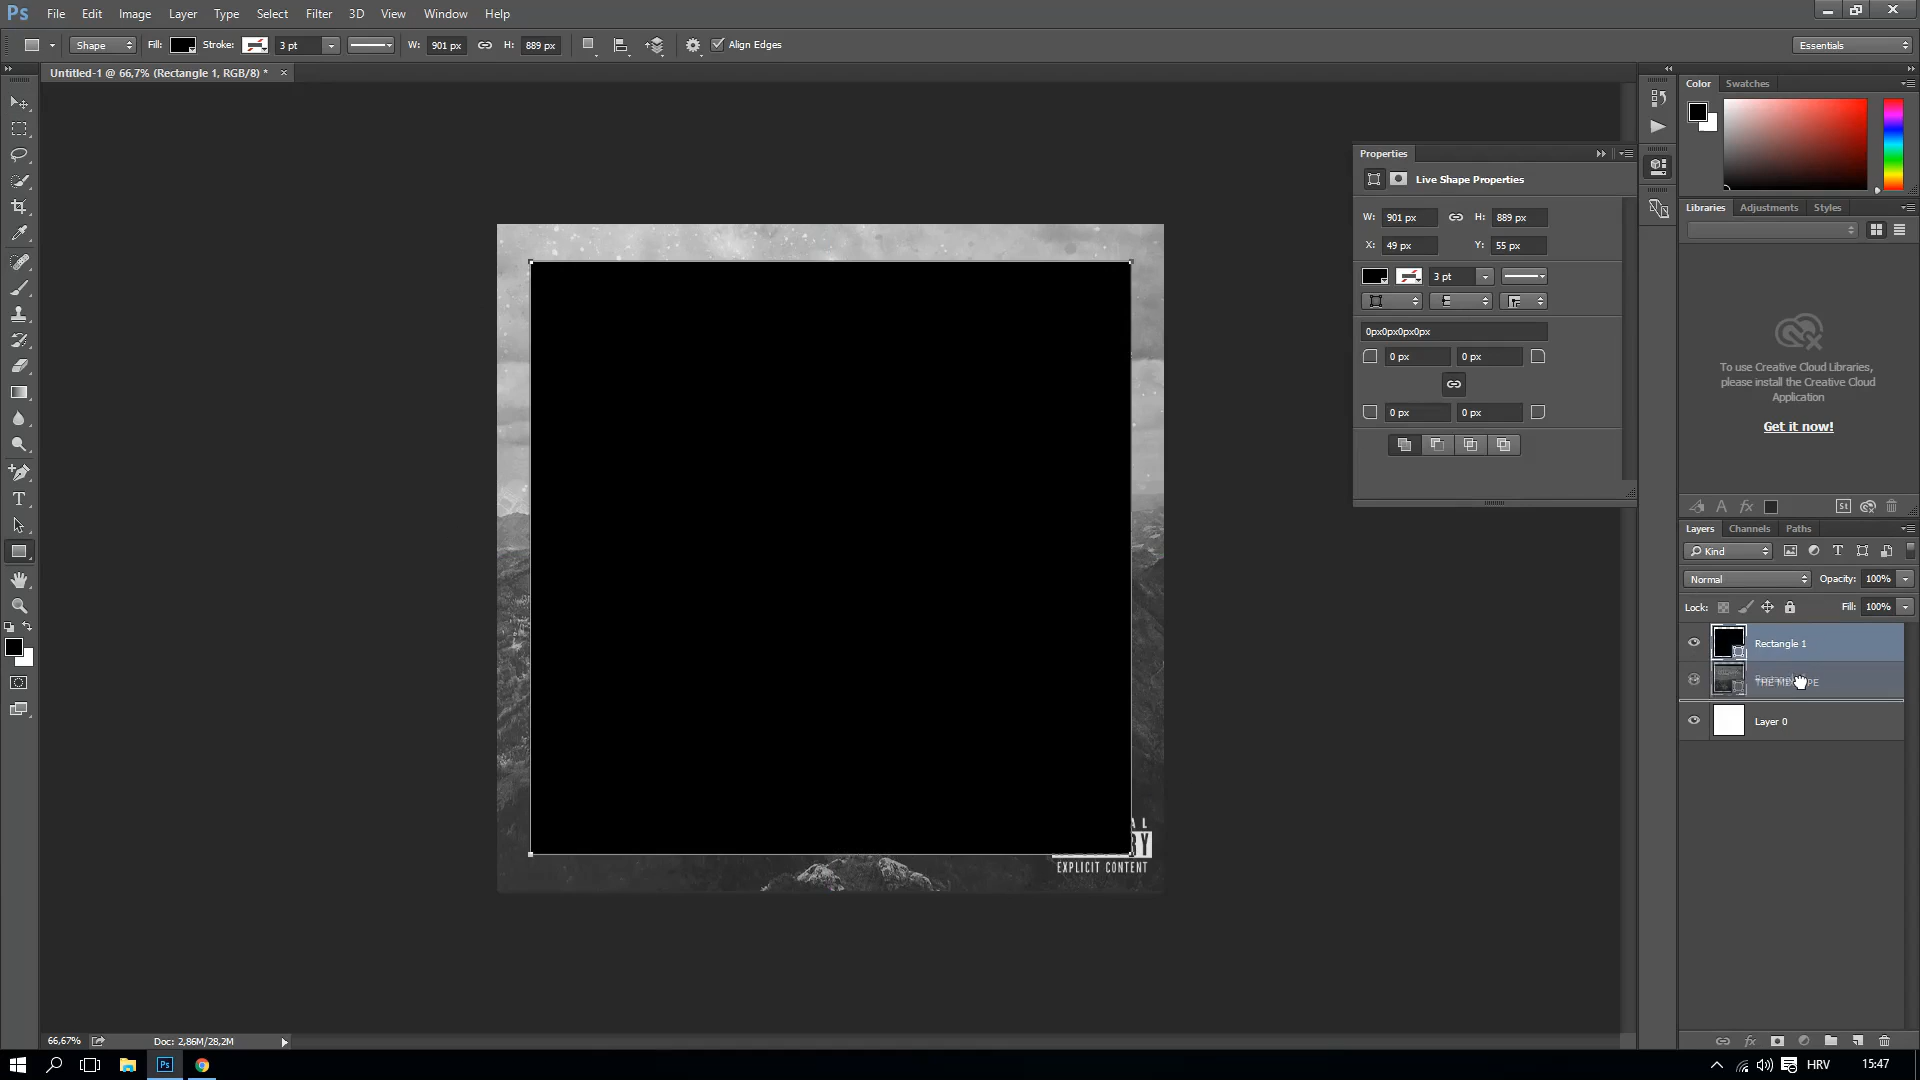 Ps File Edit Image Layer Type Select Filter 3D View Window Help
Shape Fill: Stroke: 3 pt W: 901 px H: 889 px Align Edges Essentials
Untitled-1 @ 66,7% (Rectangle 1, RGB/8) *
Color Swatches
Properties
Live Shape Properties
W: 901 px H: 889 px
X: 49 px Y: 55 px
3 pt
0px0px0px0px
0 px 0 px
0 px 0 px
Libraries Adjustments Styles
To use Creative Cloud Libraries,
please install the Creative Cloud
Application
Get it now!
St
Layers Channels Paths
Kind T
Normal Opacity: 100%
Lock: Fill: 100%
Rectangle 1
THE MIXTAPE
Layer 0
A L
RY
EXPLICIT CONTENT
66,67% Doc: 2,86M/28,2M
Ps HRV 15:47